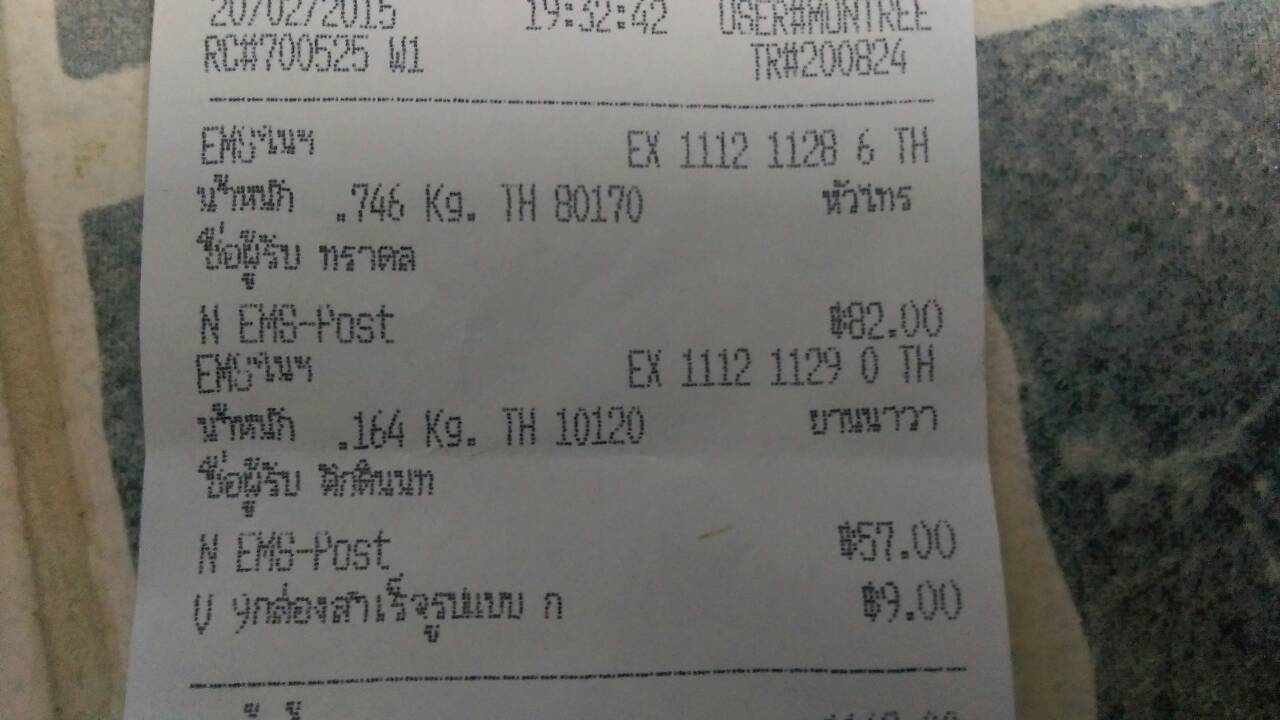 20/02/2015 19:32:42 USER#MONTREE
RC#700525 W1 TR#200824
EMSในฯ EX 1112 1128 6 TH
น้ำหนัก .746 Kg. TH 80170 หัวไทร
ชื่อผู้รับ ทราดล
N EMS-Post ฿82.00
EMSในฯ EX 1112 1129 0 TH
น้ำหนัก .164 Kg. TH 10120 ยานนาวา
ชื่อผู้รับ
N EMS-Post ฿57.00
V 9กล่องสำเร็จรูปแบบ ก ฿9.00